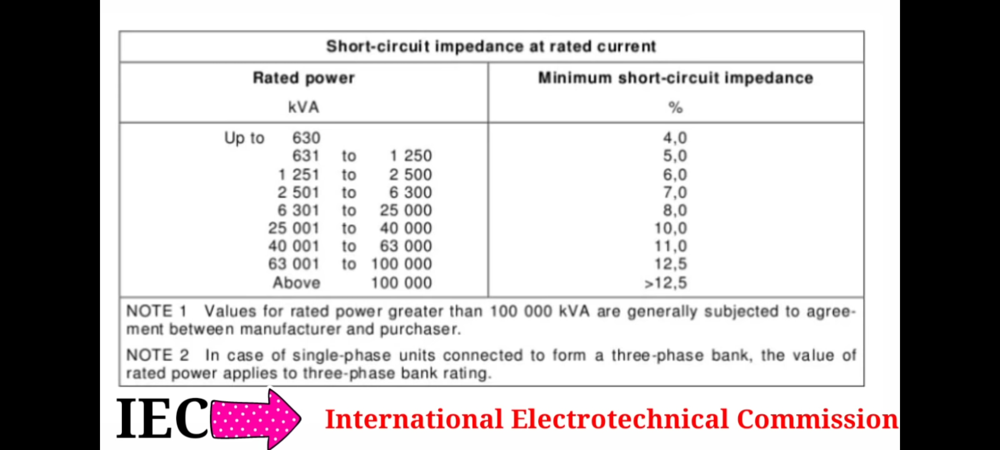 Short-circuit impedance at rated current
Rated power Minimum short-circuit impedance
kVA %
Up to 630 4,0
631 to 1 250 5,0
1 251 to 2 500 6,0
2 501 to 6 300 7,0
6 301 to 25 000 8,0
25 001 to 40 000 10,0
40 001 to 63 000 11,0
63 001 to 100 000 12,5
Above 100 000 >12,5
NOTE 1 Values for rated power greater than 100 000 kVA are generally subjected to agree-
ment between manufacturer and purchaser.
NOTE 2 In case of single-phase units connected to form a three-phase bank, the value of
rated power applies to three-phase bank rating.
IEC International Electrotechnical Commission